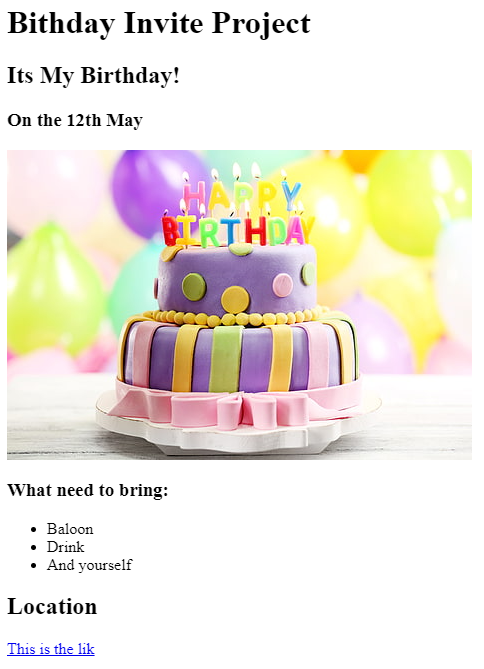 Bithday Invite Project
Its My Birthday!
On the 12th May
HAPPY
BIRTHDAY
What need to bring:
Baloon
Drink
And yourself
Location
This is the lik